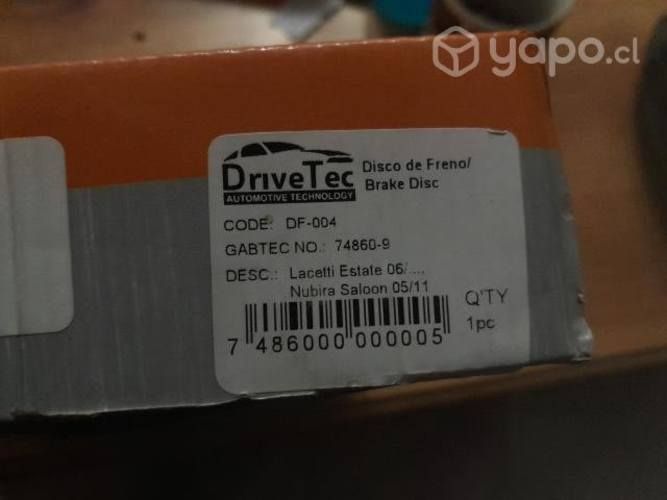 yapo.cl
DriveTec
AUTOMOTIVE TECHNOLOGY
Disco de Freno/
Brake Disc
CODE: DF-004
GABTEC NO.: 74860-9
DESC.: Lacetti Estate 06/....
Nubira Saloon 05/11
Q'TY
1pc
7 486000 000005